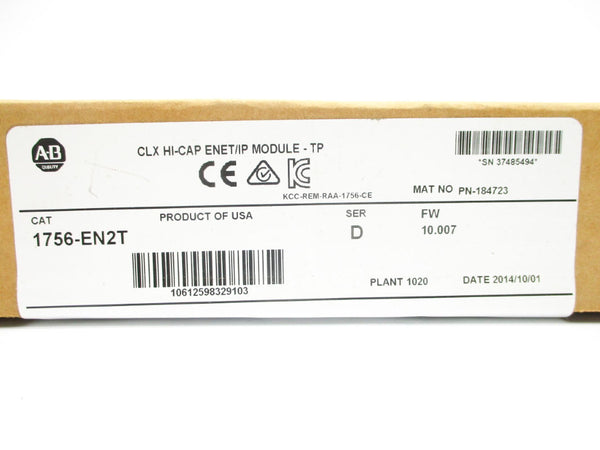 A-B
QUALITY
CLX HI-CAP ENET/IP MODULE - TP
CE
KCC-REM-RAA-1756-CE
*SN 37485494*
MAT NO PN-184723
CAT
1756-EN2T
PRODUCT OF USA
SER
D
FW
10.007
10612598329103
PLANT 1020
DATE 2014/10/01